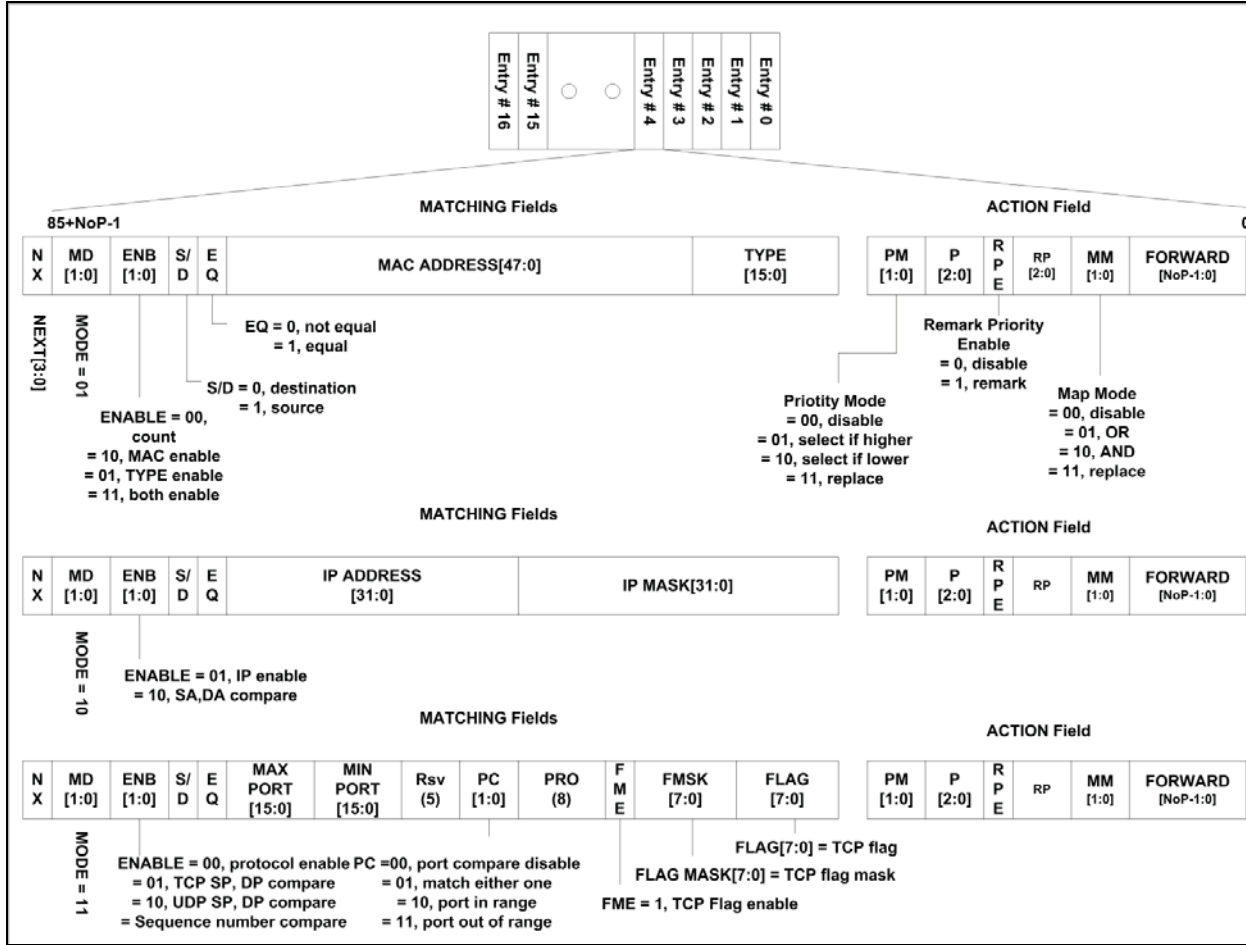 Entry # 16
Entry # 15
Entry # 4
Entry # 3
Entry # 2
Entry # 1
Entry # 0
85+NoP-1
MATCHING Fields
ACTION Field
0
N X
MD [1:0]
ENB [1:0]
S/ D
E Q
MAC ADDRESS[47:0]
TYPE [15:0]
PM [1:0]
P [2:0]
R P E
RP [2:0]
MM [1:0]
FORWARD [NoP-1:0]
NEXT[3:0]
MODE = 01
EQ = 0, not equal
= 1, equal
S/D = 0, destination
= 1, source
ENABLE = 00,
count
= 10, MAC enable
= 01, TYPE enable
= 11, both enable
Priotity Mode
= 00, disable
= 01, select if higher
= 10, select if lower
= 11, replace
Remark Priority
Enable
= 0, disable
= 1, remark
Map Mode
= 00, disable
= 01, OR
= 10, AND
= 11, replace
MATCHING Fields
ACTION Field
N X
MD [1:0]
ENB [1:0]
S/ D
E Q
IP ADDRESS [31:0]
IP MASK[31:0]
PM [1:0]
P [2:0]
R P E
RP
MM [1:0]
FORWARD [NoP-1:0]
MODE = 10
ENABLE = 01, IP enable
= 10, SA,DA compare
MATCHING Fields
ACTION Field
N X
MD [1:0]
ENB [1:0]
S/ D
E Q
MAX PORT [15:0]
MIN PORT [15:0]
Rsv (5)
PC [1:0]
PRO (8)
F M E
FMSK [7:0]
FLAG [7:0]
PM [1:0]
P [2:0]
R P E
RP
MM [1:0]
FORWARD [NoP-1:0]
MODE = 11
ENABLE = 00, protocol enable
= 01, TCP SP, DP compare
= 10, UDP SP, DP compare
= Sequence number compare
PC =00, port compare disable
= 01, match either one
= 10, port in range
= 11, port out of range
FLAG[7:0] = TCP flag
FLAG MASK[7:0] = TCP flag mask
FME = 1, TCP Flag enable